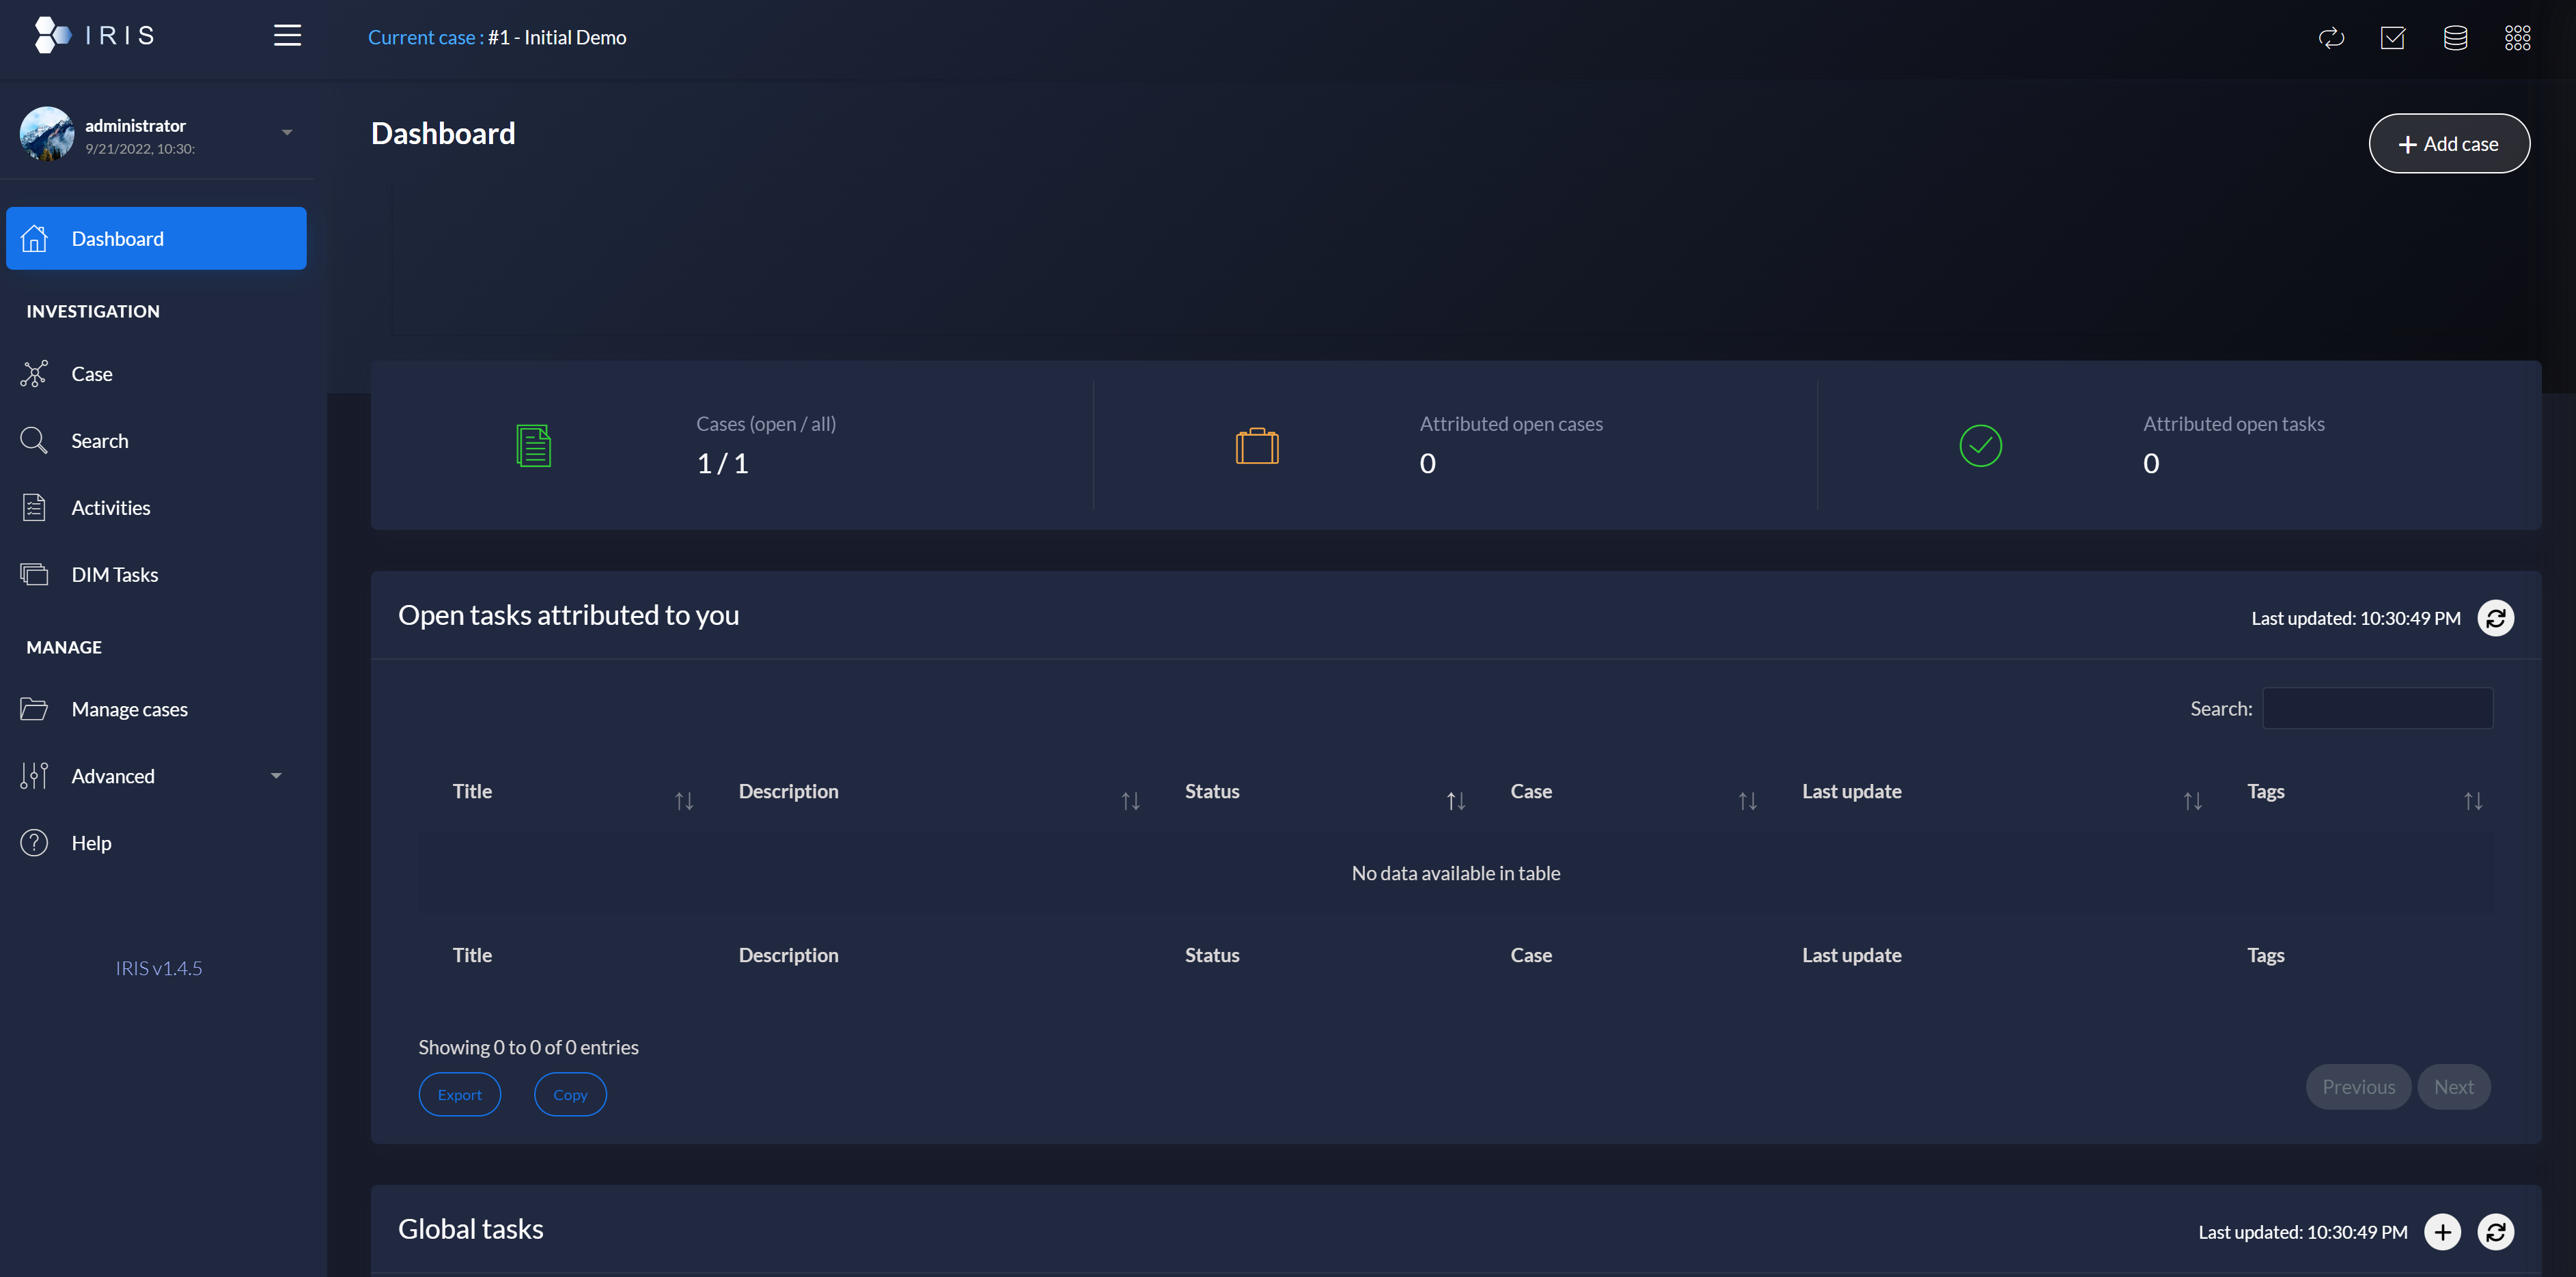 IRIS
Current case : #1 - Initial Demo
administrator
9/21/2022, 10:30:
Dashboard
INVESTIGATION
Case
Search
Activities
DIM Tasks
MANAGE
Manage cases
Advanced
Help
IRIS v1.4.5
Dashboard
+ Add case
Cases (open / all)
1 / 1
Attributed open cases
0
Attributed open tasks
0
Open tasks attributed to you
Last updated: 10:30:49 PM
Search:
Title Description Status Case Last update Tags
No data available in table
Title Description Status Case Last update Tags
Showing 0 to 0 of 0 entries
Export Copy
Previous Next
Global tasks
Last updated: 10:30:49 PM